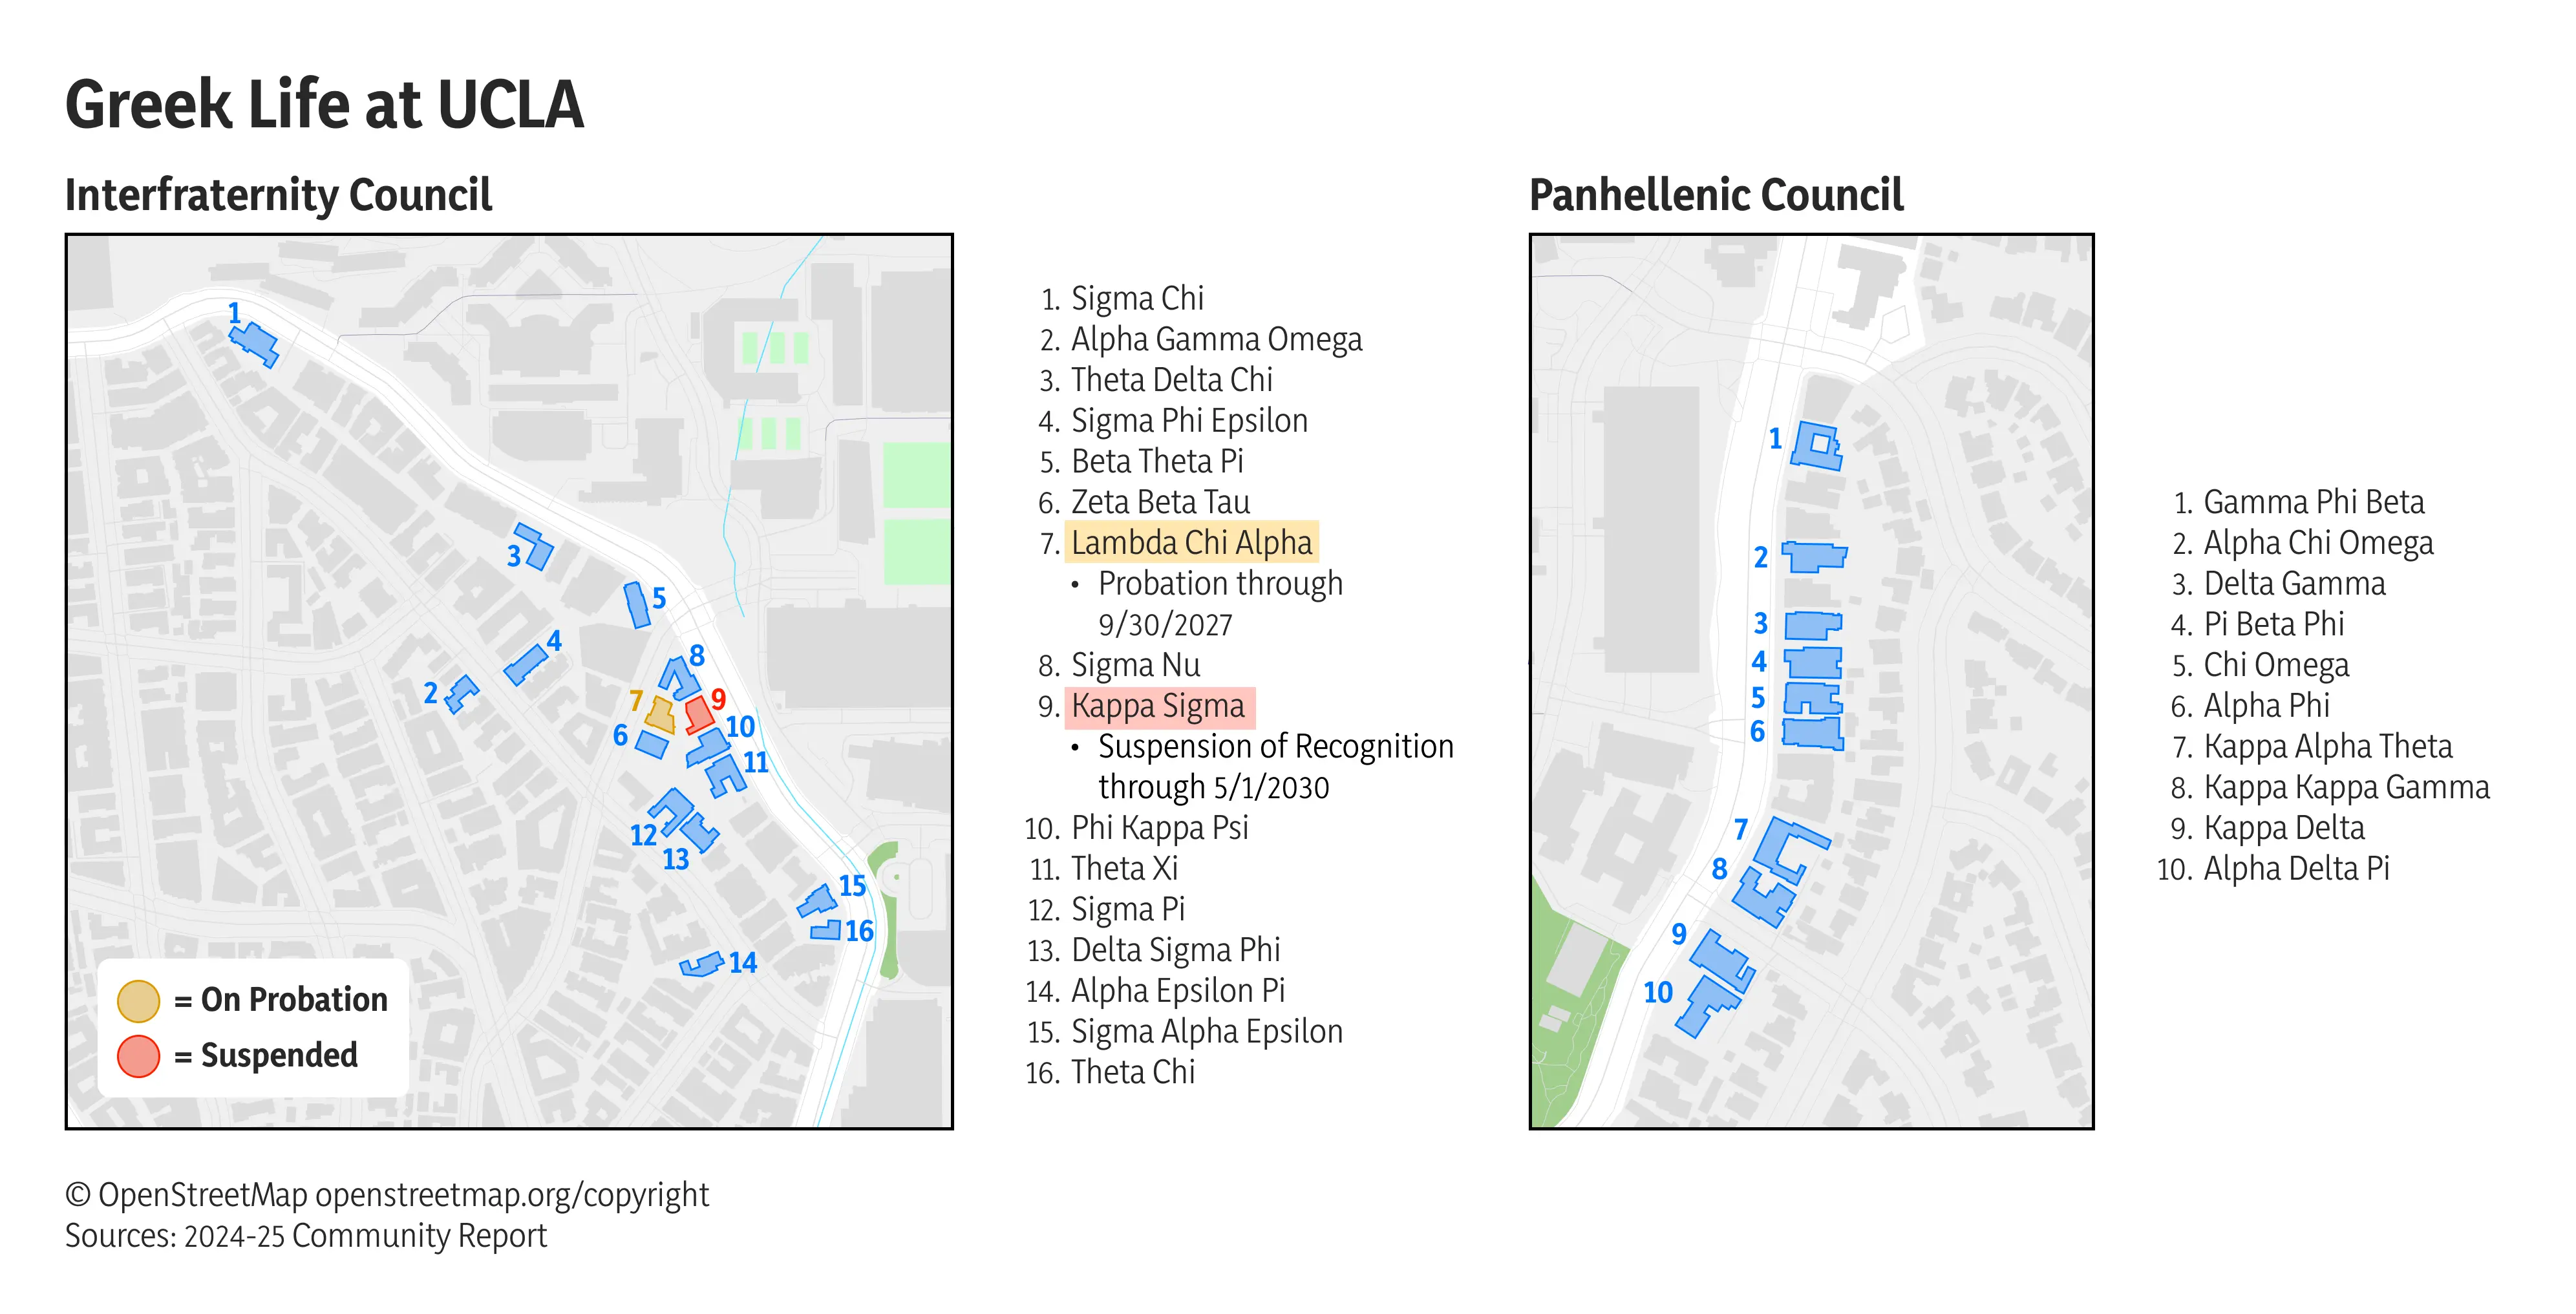 Greek Life at UCLA
Interfraternity Council
1
2
3
4
5
6
7
8
9
10
11
12
13
14
15
16
= On Probation
= Suspended
1. Sigma Chi
2. Alpha Gamma Omega
3. Theta Delta Chi
4. Sigma Phi Epsilon
5. Beta Theta Pi
6. Zeta Beta Tau
7. Lambda Chi Alpha
• Probation through
9/30/2027
8. Sigma Nu
9. Kappa Sigma
• Suspension of Recognition
through 5/1/2030
10. Phi Kappa Psi
11. Theta Xi
12. Sigma Pi
13. Delta Sigma Phi
14. Alpha Epsilon Pi
15. Sigma Alpha Epsilon
16. Theta Chi
Panhellenic Council
1
2
3
4
5
6
7
8
9
10
1. Gamma Phi Beta
2. Alpha Chi Omega
3. Delta Gamma
4. Pi Beta Phi
5. Chi Omega
6. Alpha Phi
7. Kappa Alpha Theta
8. Kappa Kappa Gamma
9. Kappa Delta
10. Alpha Delta Pi
© OpenStreetMap openstreetmap.org/copyright
Sources: 2024-25 Community Report